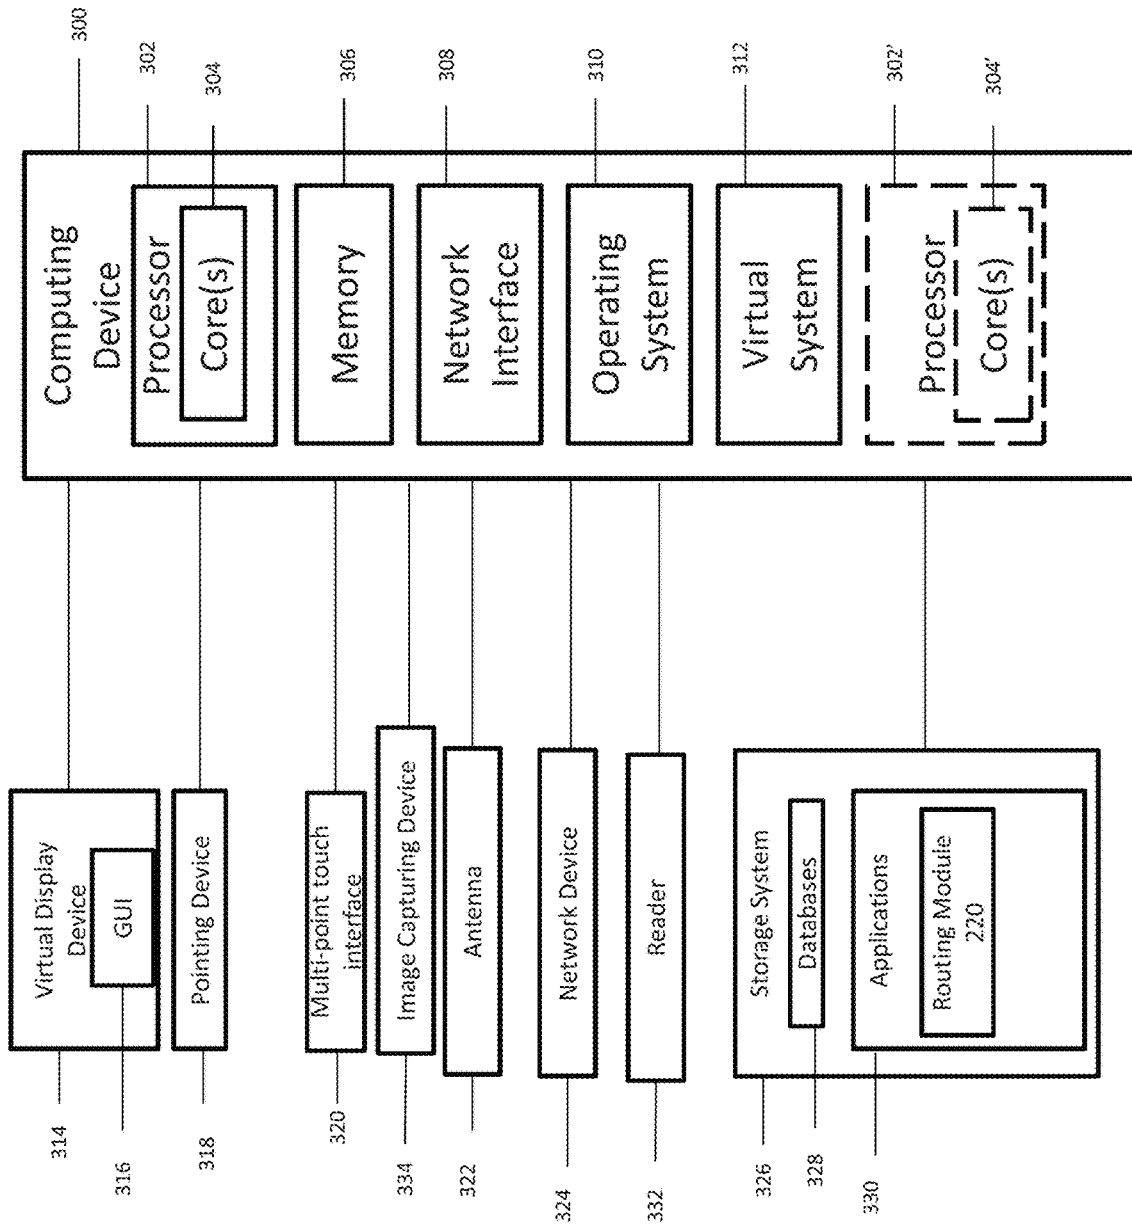 300
302
304
306
308
310
312
302'
304'
Computing
Device
Processor
Core(s)
Memory
Network
Interface
Operating
System
Virtual
System
Processor
Core(s)
Virtual Display
Device
GUI
Pointing Device
Multi-point touch
interface
Image Capturing Device
Antenna
Network Device
Reader
Storage System
Databases
Applications
Routing Module
220
314
316
318
320
334
322
324
332
326
328
330